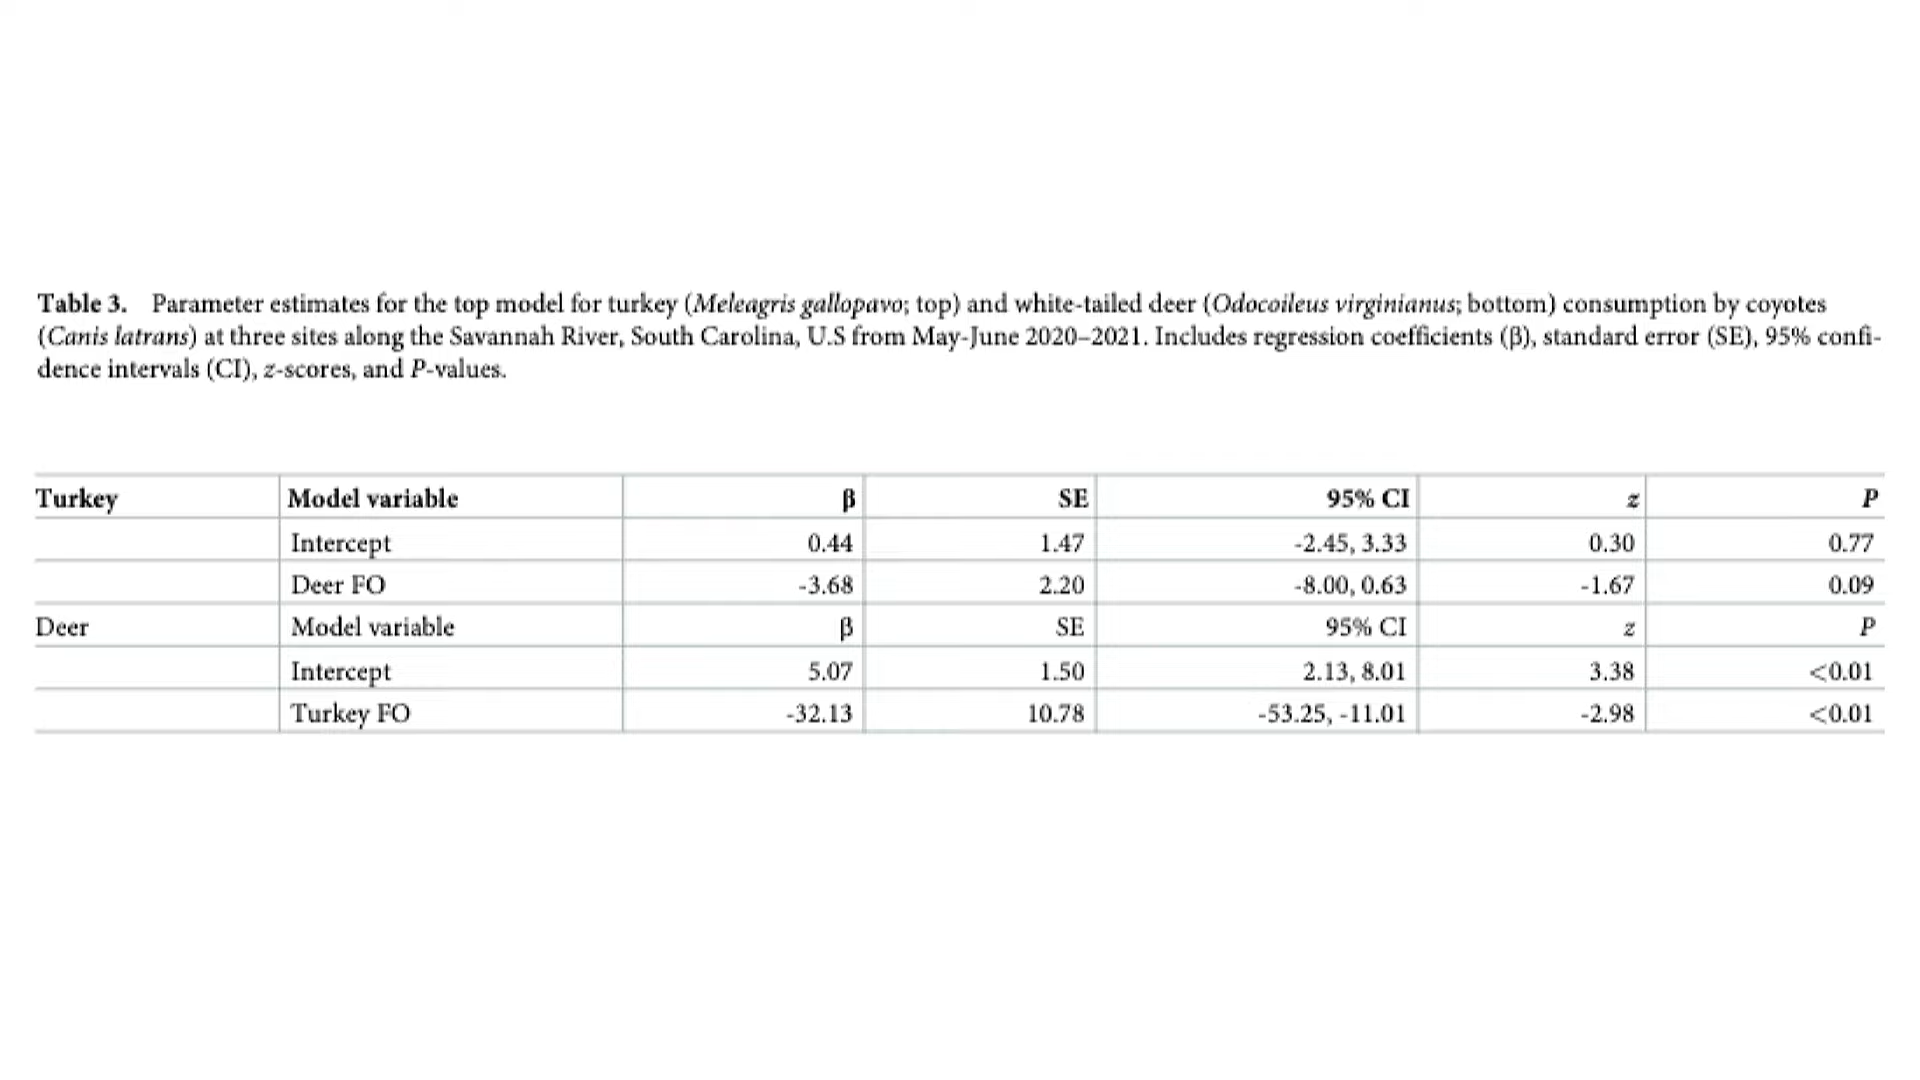 Table 3. Parameter estimates for the top model for turkey (Meleagris gallopavo; top) and white-tailed deer (Odocoileus virginianus; bottom) consumption by coyotes
(Canis latrans) at three sites along the Savannah River, South Carolina, U.S from May-June 2020–2021. Includes regression coefficients (β), standard error (SE), 95% confi-
dence intervals (CI), z-scores, and P-values.
Turkey Model variable β SE 95% CI z P
Intercept 0.44 1.47 -2.45, 3.33 0.30 0.77
Deer FO -3.68 2.20 -8.00, 0.63 -1.67 0.09
Deer Model variable β SE 95% CI z P
Intercept 5.07 1.50 2.13, 8.01 3.38 <0.01
Turkey FO -32.13 10.78 -53.25, -11.01 -2.98 <0.01